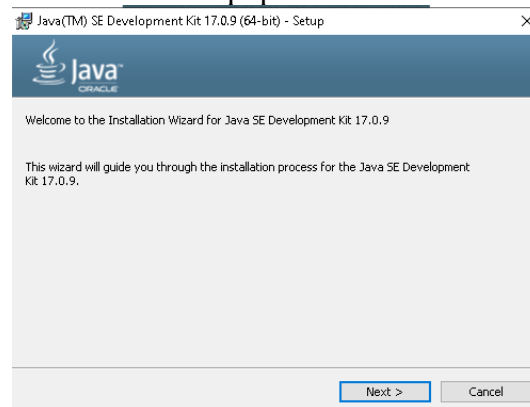 Java(TM) SE Development Kit 17.0.9 (64-bit) - Setup
Java™
ORACLE
Welcome to the Installation Wizard for Java SE Development Kit 17.0.9
This wizard will guide you through the installation process for the Java SE Development
Kit 17.0.9.
Next >
Cancel